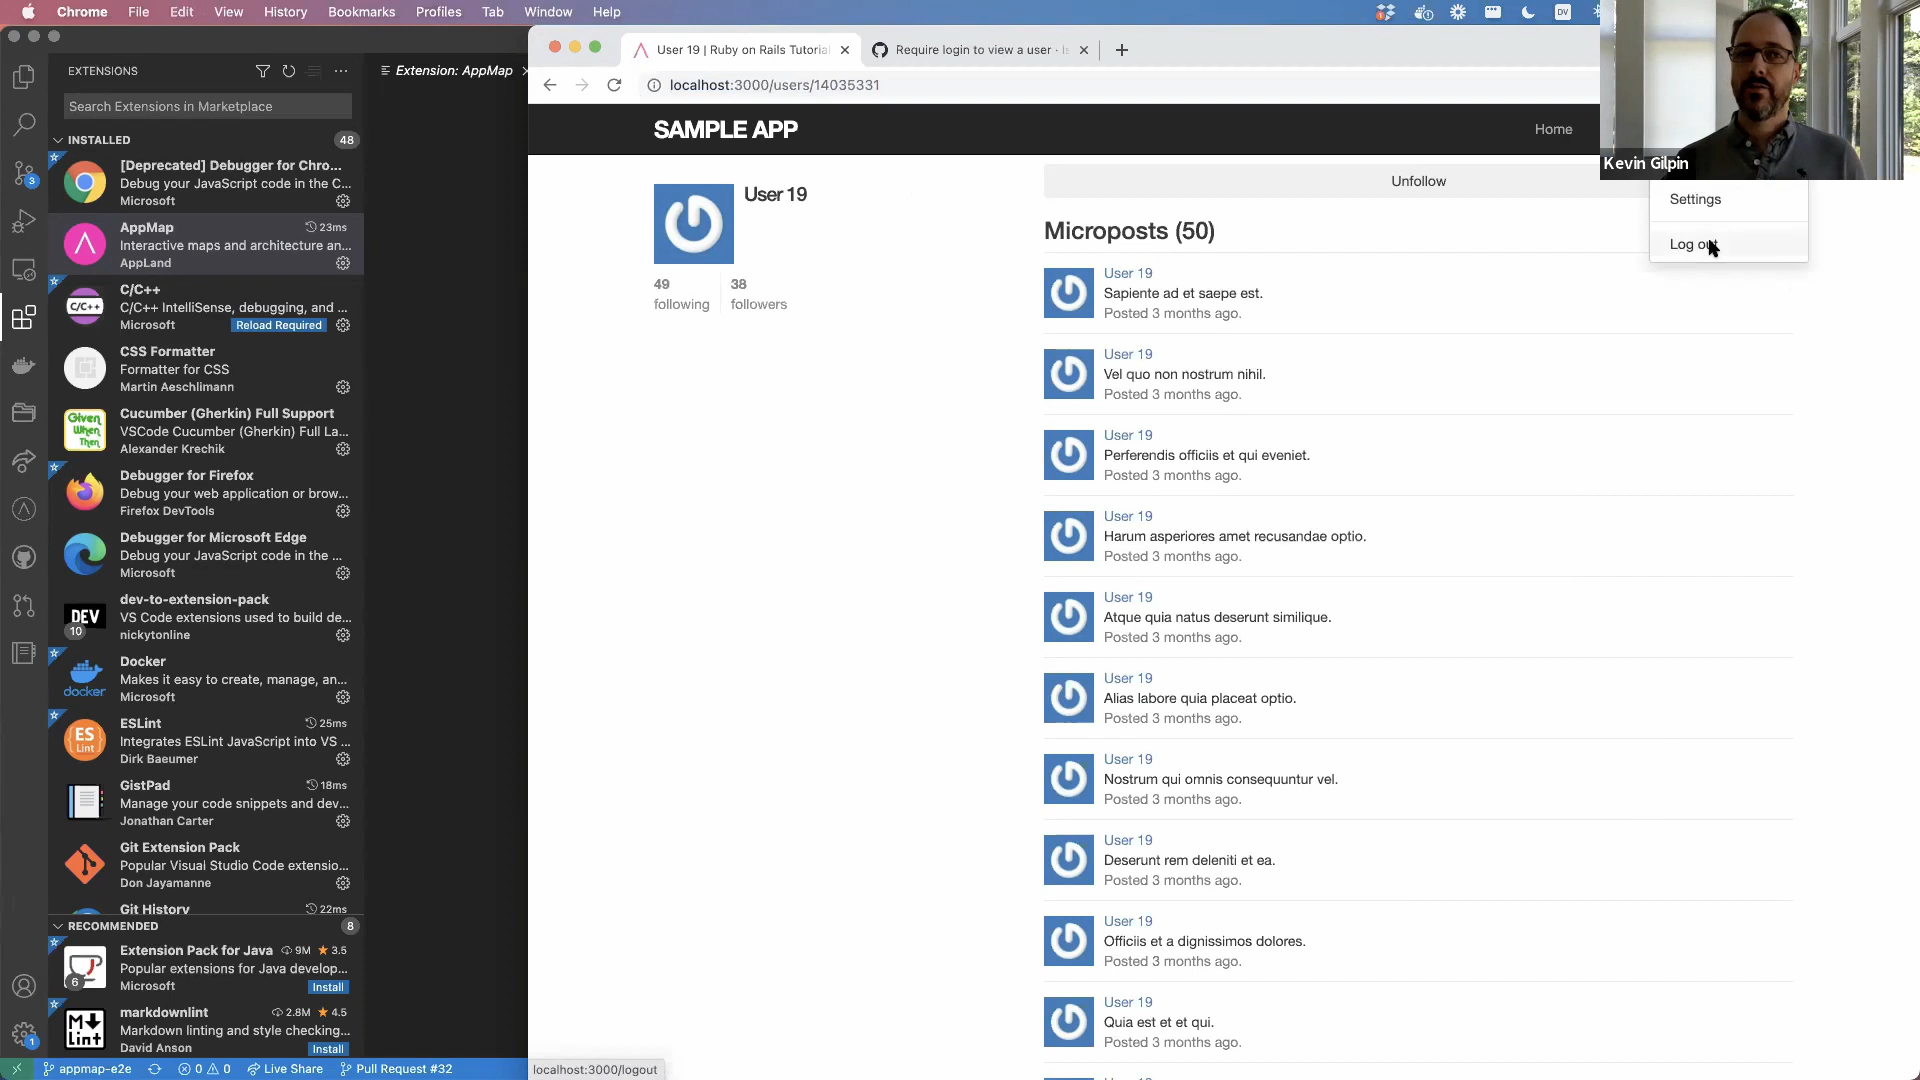 Chrome File Edit View History Bookmarks Profiles Tab Window Help
DV
EXTENSIONS
Extension: AppMap
Search Extensions in Marketplace
INSTALLED 48
[Deprecated] Debugger for Chro...
Debug your JavaScript code in the C...
Microsoft
AppMap 23ms
Interactive maps and architecture an...
AppLand
C/C++
C/C++
C/C++ IntelliSense, debugging, and ...
Microsoft Reload Required
CSS Formatter
Formatter for CSS
Martin Aeschlimann
Given When Then
Cucumber (Gherkin) Full Support
VSCode Cucumber (Gherkin) Full La...
Alexander Krechik
Debugger for Firefox
Debug your web application or brow...
Firefox DevTools
Debugger for Microsoft Edge
Debug your JavaScript code in the ...
Microsoft
DEV
10
dev-to-extension-pack
VS Code extensions used to build de...
nickytonline
docker
Docker
Makes it easy to create, manage, an...
Microsoft
ES Lint
ESLint 25ms
Integrates ESLint JavaScript into VS ...
Dirk Baeumer
GistPad 18ms
Manage your code snippets and dev...
Jonathan Carter
Git Extension Pack
Popular Visual Studio Code extensio...
Don Jayamanne
Git History 22ms
RECOMMENDED 8
6
Extension Pack for Java 9M 3.5
Popular extensions for Java develop...
Microsoft Install
M Lint
markdownlint 2.8M 4.5
Markdown linting and style checking...
David Anson Install
3
1
appmap-e2e 0 0 Live Share Pull Request #32
User 19 | Ruby on Rails Tutorial
Require login to view a user ·
localhost:3000/users/14035331
SAMPLE APP
Home
Kevin Gilpin
Settings
Log out
User 19
49 following
38 followers
Unfollow
Microposts (50)
User 19
Sapiente ad et saepe est.
Posted 3 months ago.
User 19
Vel quo non nostrum nihil.
Posted 3 months ago.
User 19
Perferendis officiis et qui eveniet.
Posted 3 months ago.
User 19
Harum asperiores amet recusandae optio.
Posted 3 months ago.
User 19
Atque quia natus deserunt similique.
Posted 3 months ago.
User 19
Alias labore quia placeat optio.
Posted 3 months ago.
User 19
Nostrum qui omnis consequuntur vel.
Posted 3 months ago.
User 19
Deserunt rem deleniti et ea.
Posted 3 months ago.
User 19
Officiis et a dignissimos dolores.
Posted 3 months ago.
User 19
Quia est et et qui.
Posted 3 months ago.
localhost:3000/logout